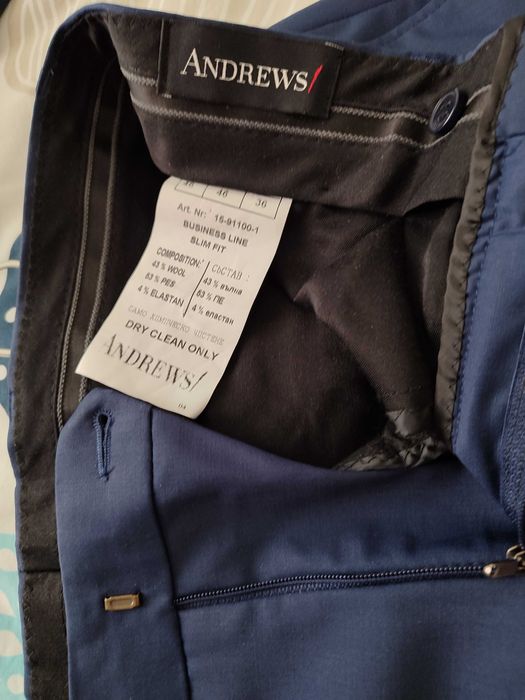 ANDREWS/
46 46 36
Art. Nr: 15-91100-1
BUSINESS LINE
SLIM FIT
COMPOSITION: СЪСТАВ :
43 % WOOL 43 % вълна
53 % PES 53 % ПЕ
4 % ELASTAN 4 % еластан
САМО ХИМИЧЕСКО ЧИСТЕНЕ
DRY CLEAN ONLY
ANDREWS/